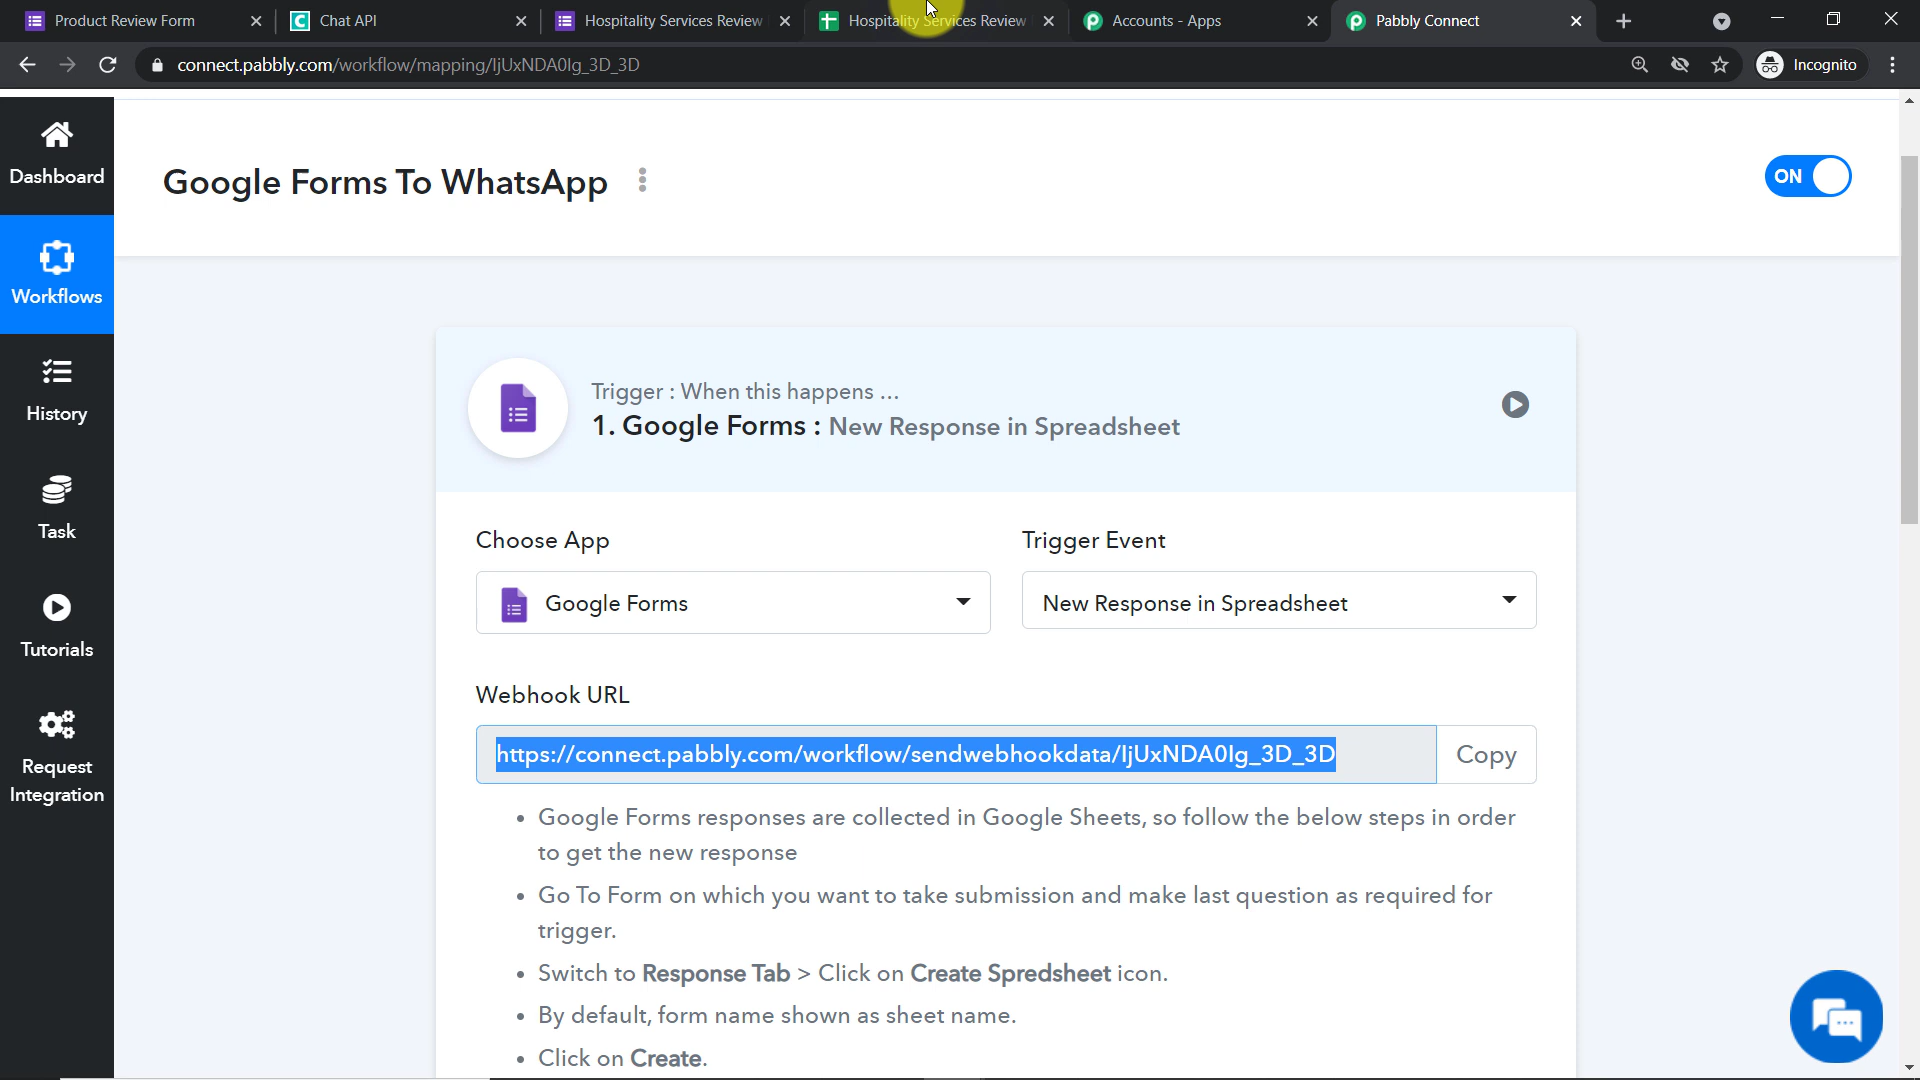 Product Review Form
Chat API
Hospitality Services Review
Hospitality Services Review
Accounts - Apps
Pabbly Connect
connect.pabbly.com/workflow/mapping/IjUxNDA0Ig_3D_3D
Incognito
Dashboard
Workflows
History
Task
Tutorials
Request
Integration
Google Forms To WhatsApp
ON
Trigger : When this happens ...
1. Google Forms : New Response in Spreadsheet
Choose App
Trigger Event
Google Forms
New Response in Spreadsheet
Webhook URL
https://connect.pabbly.com/workflow/sendwebhookdata/IjUxNDA0Ig_3D_3D
Copy
• Google Forms responses are collected in Google Sheets, so follow the below steps in order
to get the new response
• Go To Form on which you want to take submission and make last question as required for
trigger.
• Switch to Response Tab > Click on Create Spredsheet icon.
• By default, form name shown as sheet name.
• Click on Create.